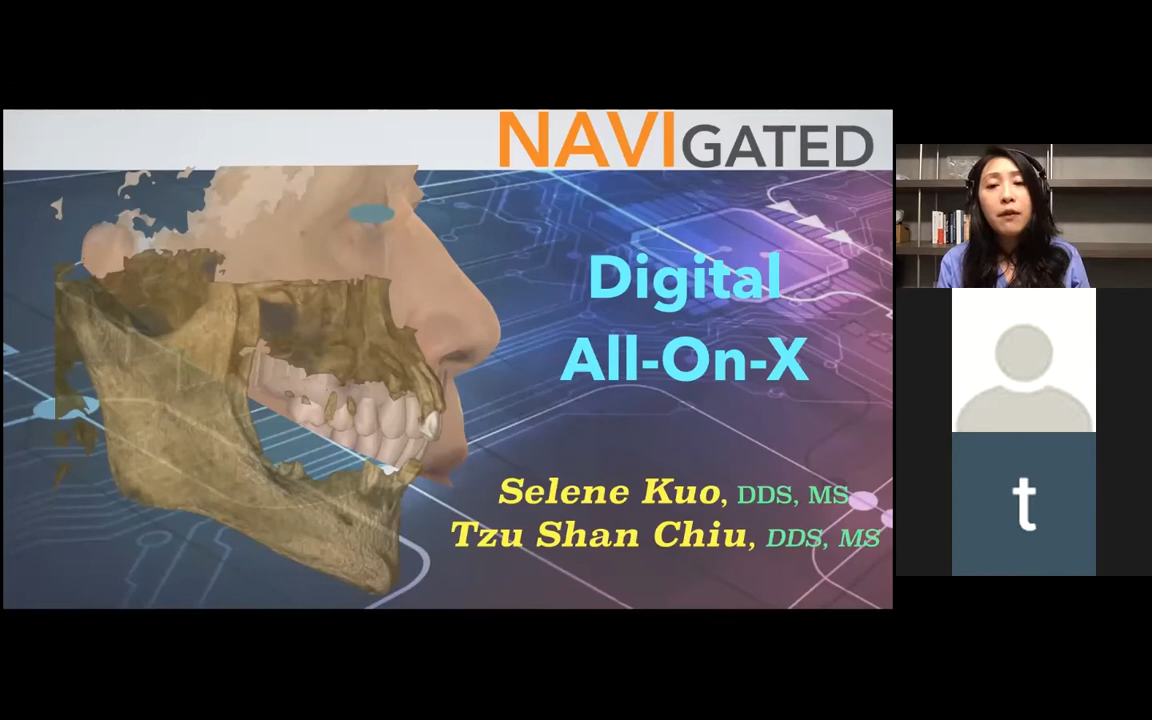 NAVIGATED
Digital
All-On-X
Selene Kuo, DDS, MS
Tzu Shan Chiu, DDS, MS
t